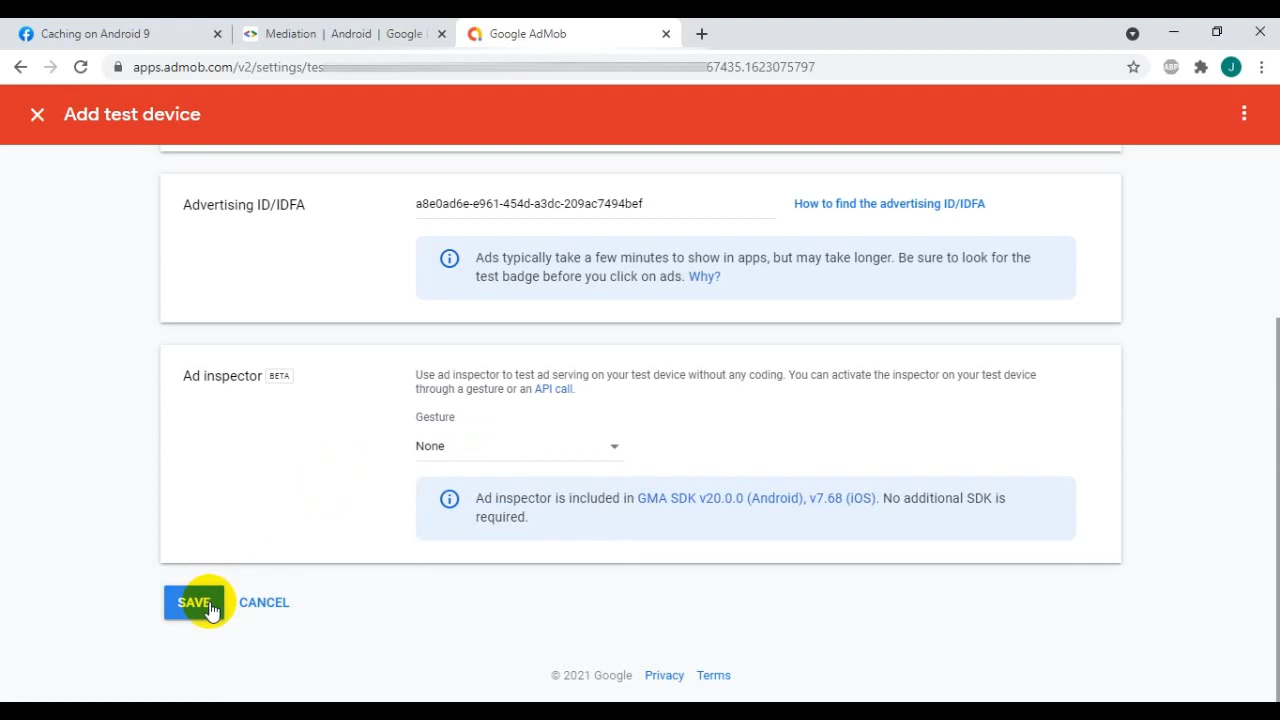 Caching on Android 9
Mediation | Android | Google
Google AdMob
apps.admob.com/v2/settings/tes
67435.1623075797
ABP
J
Add test device
Advertising ID/IDFA
a8e0ad6e-e961-454d-a3dc-209ac7494bef
How to find the advertising ID/IDFA
Ads typically take a few minutes to show in apps, but may take longer. Be sure to look for the
test badge before you click on ads. Why?
Ad inspector BETA
Use ad inspector to test ad serving on your test device without any coding. You can activate the inspector on your test device
through a gesture or an API call.
Gesture
None
Ad inspector is included in GMA SDK v20.0.0 (Android), v7.68 (iOS). No additional SDK is
required.
SAVE CANCEL
© 2021 Google Privacy Terms